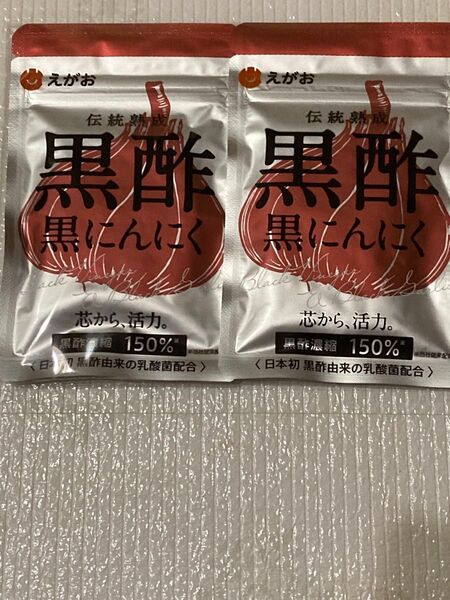 えがお
伝統熟成
黒酢
黒にんにく
芯から、活力。
黒酢濃縮 150%※
〈日本初 黒酢由来の乳酸菌配合〉
えがお
伝統熟成
黒酢
黒にんにく
芯から、活力。
黒酢濃縮 150%※
〈日本初 黒酢由来の乳酸菌配合〉